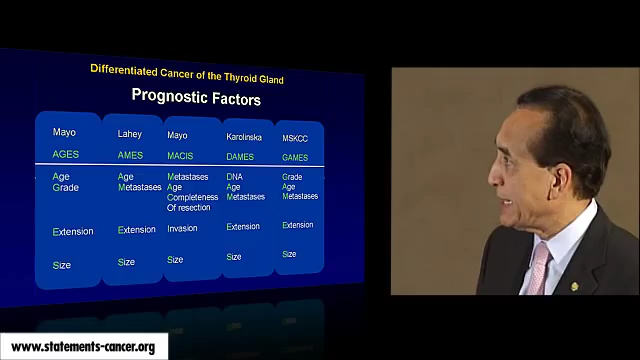 Differentiated Cancer of the Thyroid Gland
Prognostic Factors
Mayo
AGES
Age
Grade
Extension
Size
Lahey
AMES
Age
Metastases
Extension
Size
Mayo
MACIS
Metastases
Age
Completeness
Of resection
Invasion
Size
Karolinska
DAMES
DNA
Age
Metastases
Extension
Size
MSKCC
GAMES
Grade
Age
Metastases
Extension
Size
www.statements-cancer.org